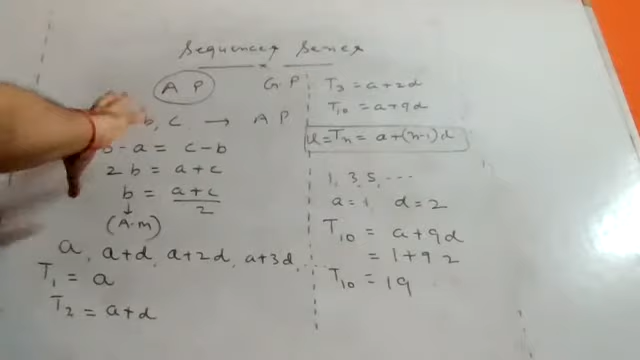 Sequences Series
A P
G P
b, c → A P
b - a = c - b
2b = a + c
b = a + c / 2
(A.m)
a, a+d, a+2d, a+3d, ....
T₁ = a
T₂ = a+d
T₃ = a+2d
T₁₀ = a+9d
= Tₙ = a+(n-1)d
1, 3, 5, ...
a = 1, d = 2
T₁₀ = a+9d
= 1+9 2
T₁₀ = 19